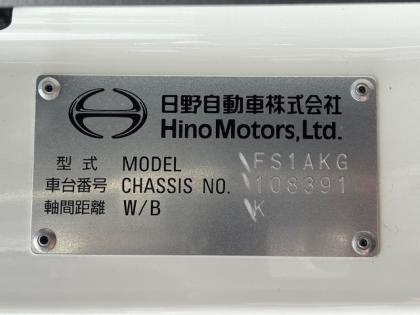 日野自動車株式会社
Hino Motors, Ltd.
型式 MODEL FS1AKG
車台番号 CHASSIS NO. 108391
軸間距離 W/B K